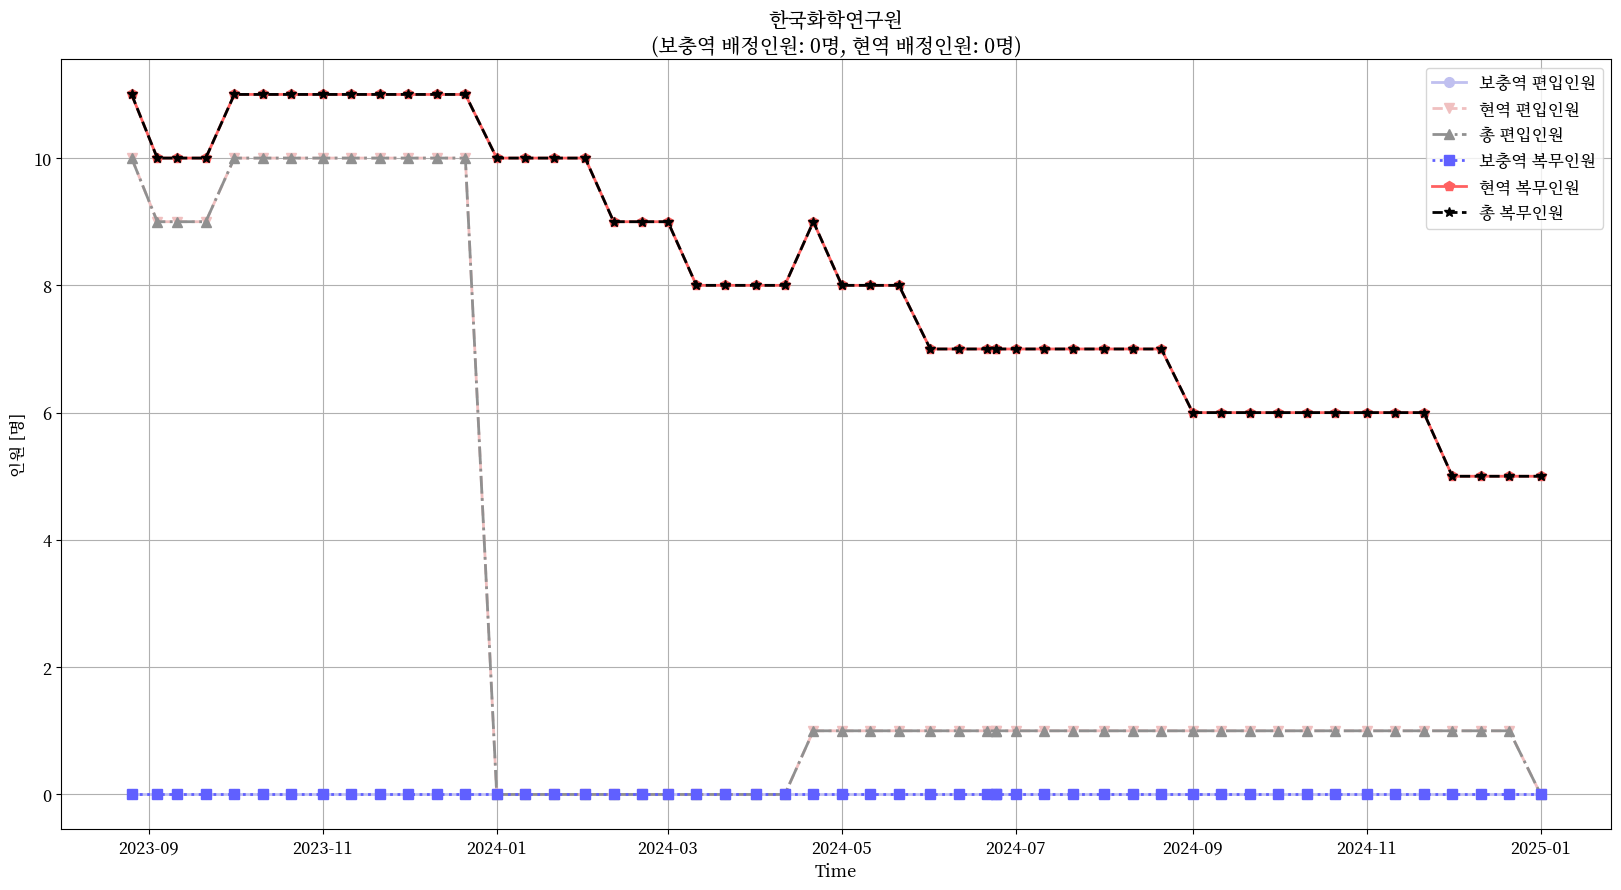 한국화학연구원
(보충역 배정인원: 0명, 현역 배정인원: 0명)
보충역 편입인원
현역 편입인원
총 편입인원
보충역 복무인원
현역 복무인원
총 복무인원
인원 [명]
10
8
6
4
2
0
2023-09
2023-11
2024-01
2024-03
2024-05
2024-07
2024-09
2024-11
2025-01
Time